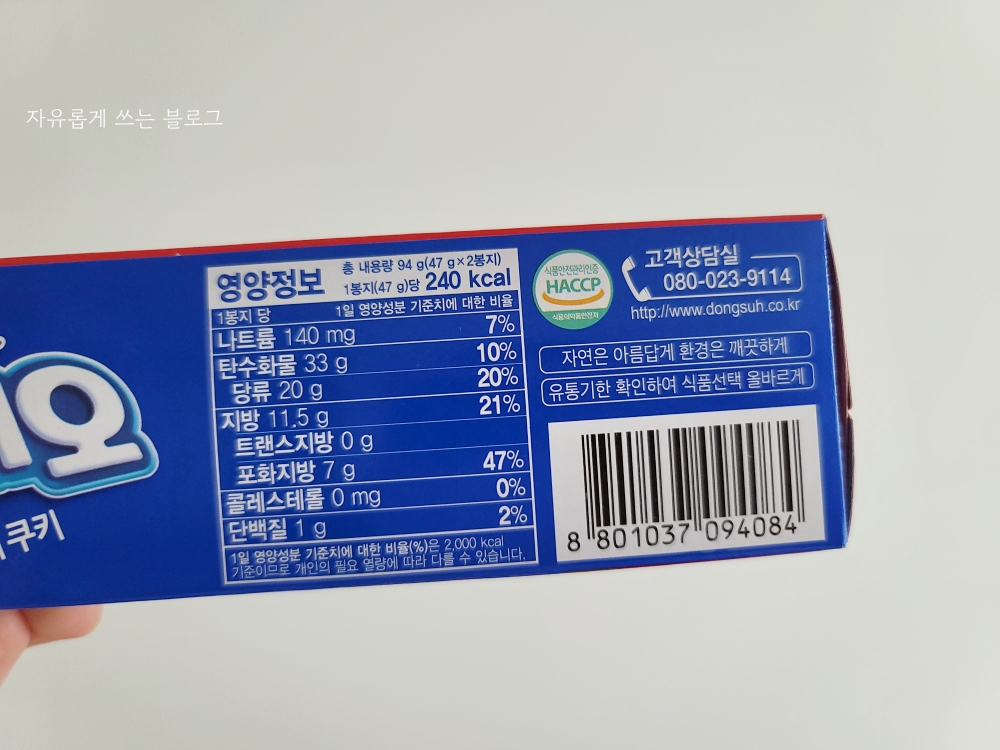 자유롭게 쓰는 블로그
영양정보
총 내용량 94 g(47 g×2봉지)
1봉지(47 g)당 240 kcal
1봉지 당 1일 영양성분 기준치에 대한 비율
나트륨 140 mg 7%
탄수화물 33 g 10%
당류 20 g 20%
지방 11.5 g 21%
트랜스지방 0 g
포화지방 7 g 47%
콜레스테롤 0 mg 0%
단백질 1 g 2%
1일 영양성분 기준치에 대한 비율(%)은 2,000 kcal
기준이므로 개인의 필요 열량에 따라 다를 수 있습니다.
식품안전관리인증
HACCP
식품의약품안전처
고객상담실
080-023-9114
http://www.dongsuh.co.kr
자연은 아름답게 환경은 깨끗하게
유통기한 확인하여 식품선택 올바르게
8 801037 094084
오
쿠키